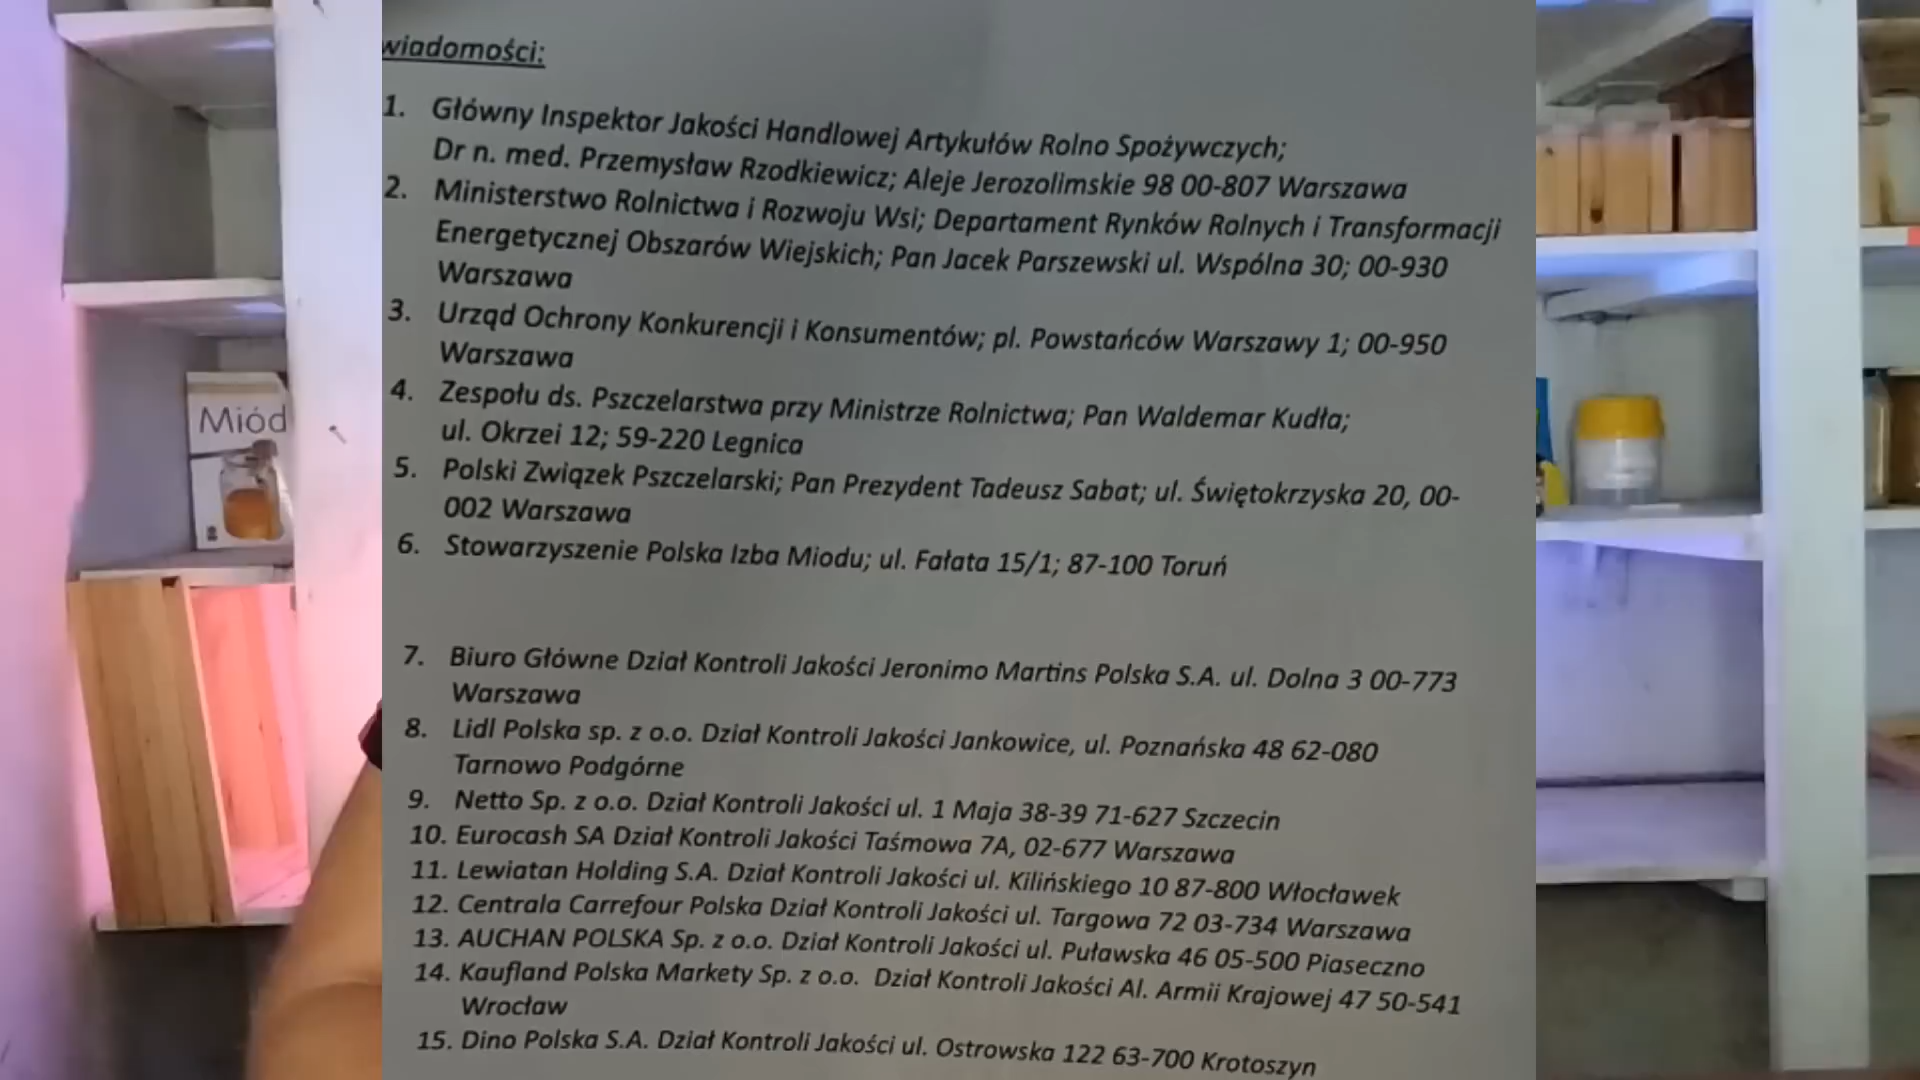 wiadomości:
1. Główny Inspektor Jakości Handlowej Artykułów Rolno Spożywczych;
Dr n. med. Przemysław Rzodkiewicz; Aleje Jerozolimskie 98 00-807 Warszawa
2. Ministerstwo Rolnictwa i Rozwoju Wsi; Departament Rynków Rolnych i Transformacji
Energetycznej Obszarów Wiejskich; Pan Jacek Parszewski ul. Wspólna 30; 00-930
Warszawa
3. Urząd Ochrony Konkurencji i Konsumentów; pl. Powstańców Warszawy 1; 00-950
Warszawa
4. Zespołu ds. Pszczelarstwa przy Ministrze Rolnictwa; Pan Waldemar Kudła;
ul. Okrzei 12; 59-220 Legnica
5. Polski Związek Pszczelarski; Pan Prezydent Tadeusz Sabat; ul. Świętokrzyska 20, 00-
002 Warszawa
6. Stowarzyszenie Polska Izba Miodu; ul. Fałata 15/1; 87-100 Toruń
7. Biuro Główne Dział Kontroli Jakości Jeronimo Martins Polska S.A. ul. Dolna 3 00-773
Warszawa
8. Lidl Polska sp. z o.o. Dział Kontroli Jakości Jankowice, ul. Poznańska 48 62-080
Tarnowo Podgórne
9. Netto Sp. z o.o. Dział Kontroli Jakości ul. 1 Maja 38-39 71-627 Szczecin
10. Eurocash SA Dział Kontroli Jakości Taśmowa 7A, 02-677 Warszawa
11. Lewiatan Holding S.A. Dział Kontroli Jakości ul. Kilińskiego 10 87-800 Włocławek
12. Centrala Carrefour Polska Dział Kontroli Jakości ul. Targowa 72 03-734 Warszawa
13. AUCHAN POLSKA Sp. z o.o. Dział Kontroli Jakości ul. Puławska 46 05-500 Piaseczno
14. Kaufland Polska Markety Sp. z o.o. Dział Kontroli Jakości Al. Armii Krajowej 47 50-541
Wrocław
15. Dino Polska S.A. Dział Kontroli Jakości ul. Ostrowska 122 63-700 Krotoszyn
Miód